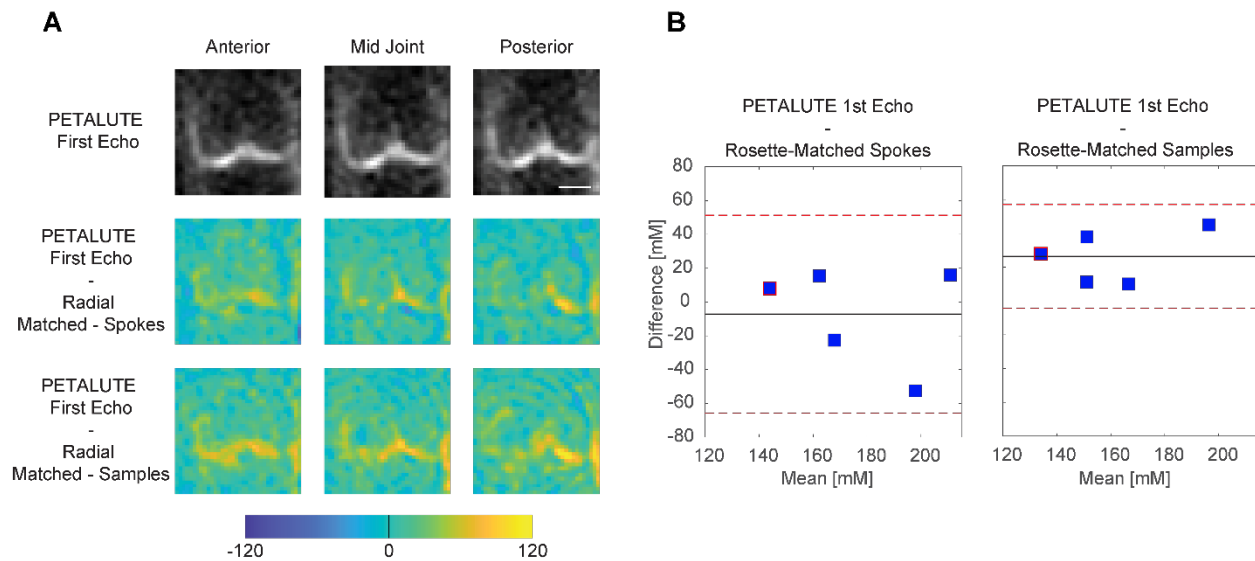 A
Anterior
Mid Joint
Posterior
PETALUTE
First Echo
PETALUTE
First Echo
-
Radial
Matched - Spokes
PETALUTE
First Echo
-
Radial
Matched - Samples
-120
0
120
B
PETALUTE 1st Echo
-
Rosette-Matched Spokes
Difference [mM]
80
60
40
20
0
-20
-40
-60
-80
120
140
160
180
200
Mean [mM]
PETALUTE 1st Echo
-
Rosette-Matched Samples
120
140
160
180
200
Mean [mM]